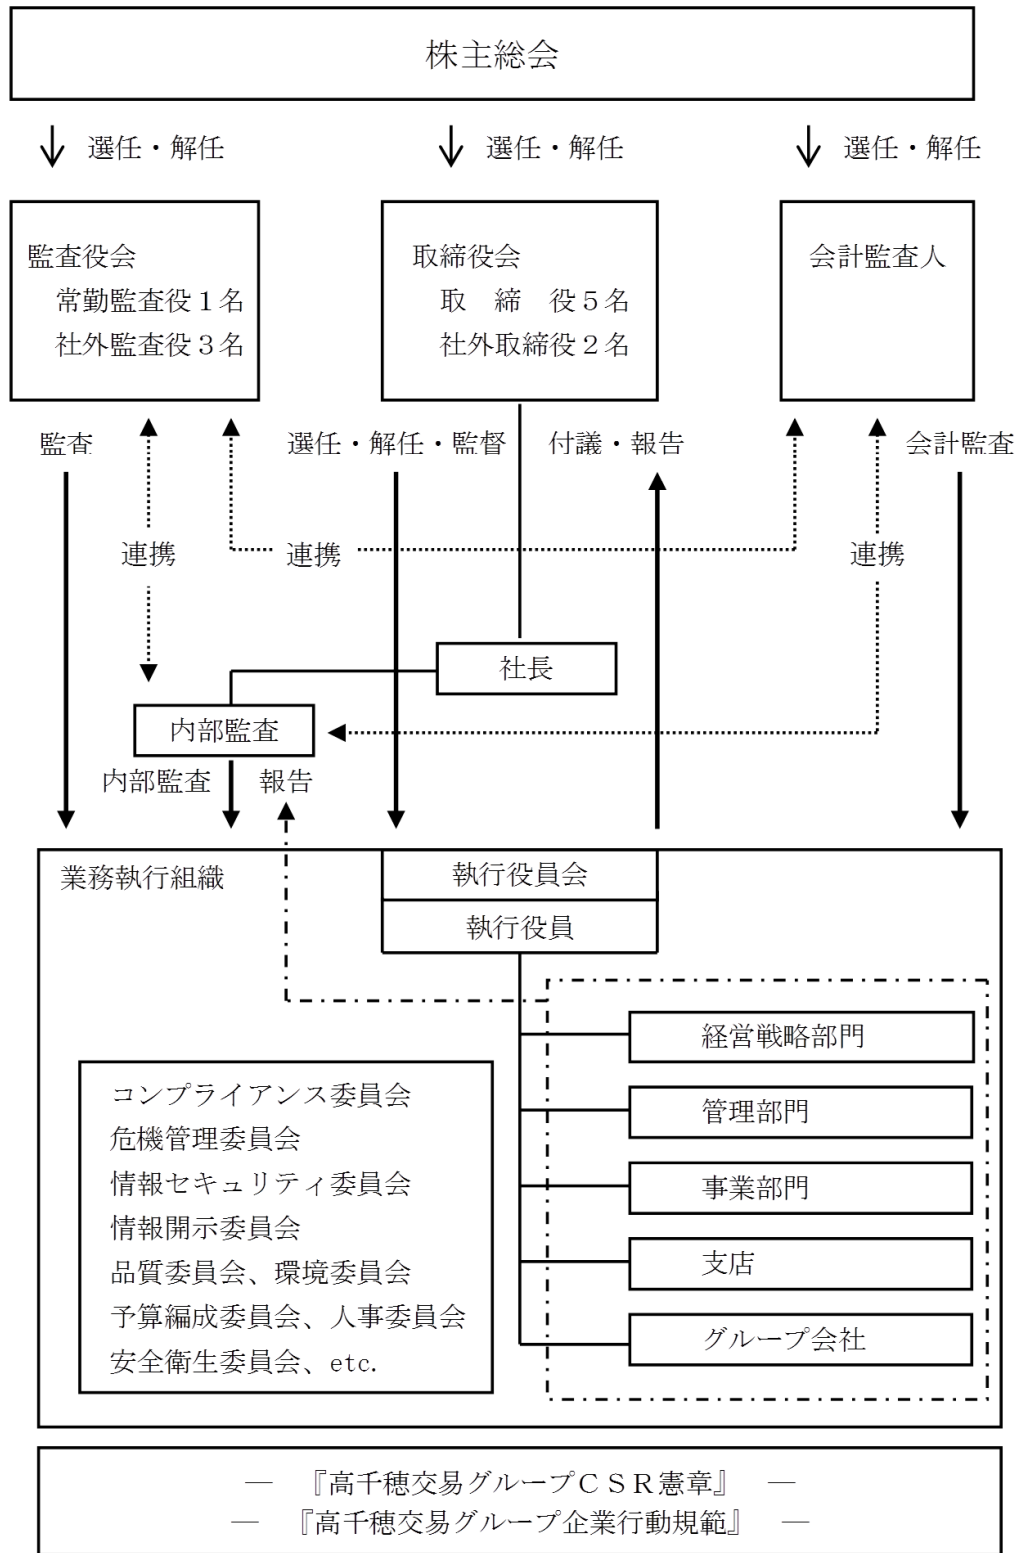 株主総会
選任・解任
選任・解任
選任・解任
監査役会
常勤監査役１名
社外監査役３名
取締役会
取　締　役５名
社外取締役２名
会計監査人
監査
選任・解任・監督
付議・報告
会計監査
連携
連携
連携
社長
内部監査
内部監査
報告
業務執行組織
執行役員会
執行役員
経営戦略部門
管理部門
事業部門
支店
グループ会社
コンプライアンス委員会
危機管理委員会
情報セキュリティ委員会
情報開示委員会
品質委員会、環境委員会
予算編成委員会、人事委員会
安全衛生委員会、etc.
―　『高千穂交易グループＣＳＲ憲章』　―
―　『高千穂交易グループ企業行動規範』　―